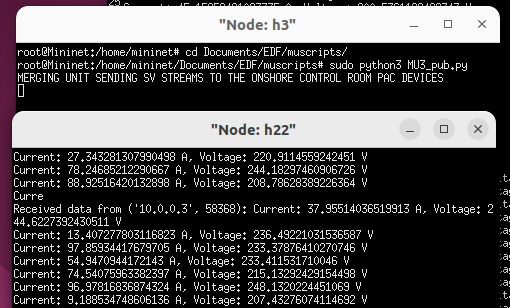 "Node: h3"
root@Mininet:/home/mininet# cd Documents/EDF/muscripts/
root@Mininet:/home/mininet/Documents/EDF/muscripts# sudo python3 MU3_pub.py
MERGING UNIT SENDING SV STREAMS TO THE ONSHORE CONTROL ROOM PAC DEVICES
"Node: h22"
Current: 27.343281307990498 A, Voltage: 220.9114559242451 V
Current: 78.24685212290667 A, Voltage: 244.18297460906726 V
Current: 88.92516420132898 A, Voltage: 208.78628389226364 V
Curre
Received data from ('10.0.0.3', 58368): Current: 37.95514036519913 A, Voltage: 2
44.6227392430511 V
Current: 13.407277803116823 A, Voltage: 236.49221031536587 V
Current: 97.85934417679705 A, Voltage: 233.37876410270746 V
Current: 54.9470944172143 A, Voltage: 233.411531710046 V
Current: 74.54075963382397 A, Voltage: 215.13292429154498 V
Current: 96.97816836874324 A, Voltage: 248.1320224451069 V
Current: 9.188534748606136 A, Voltage: 207.43276074114692 V